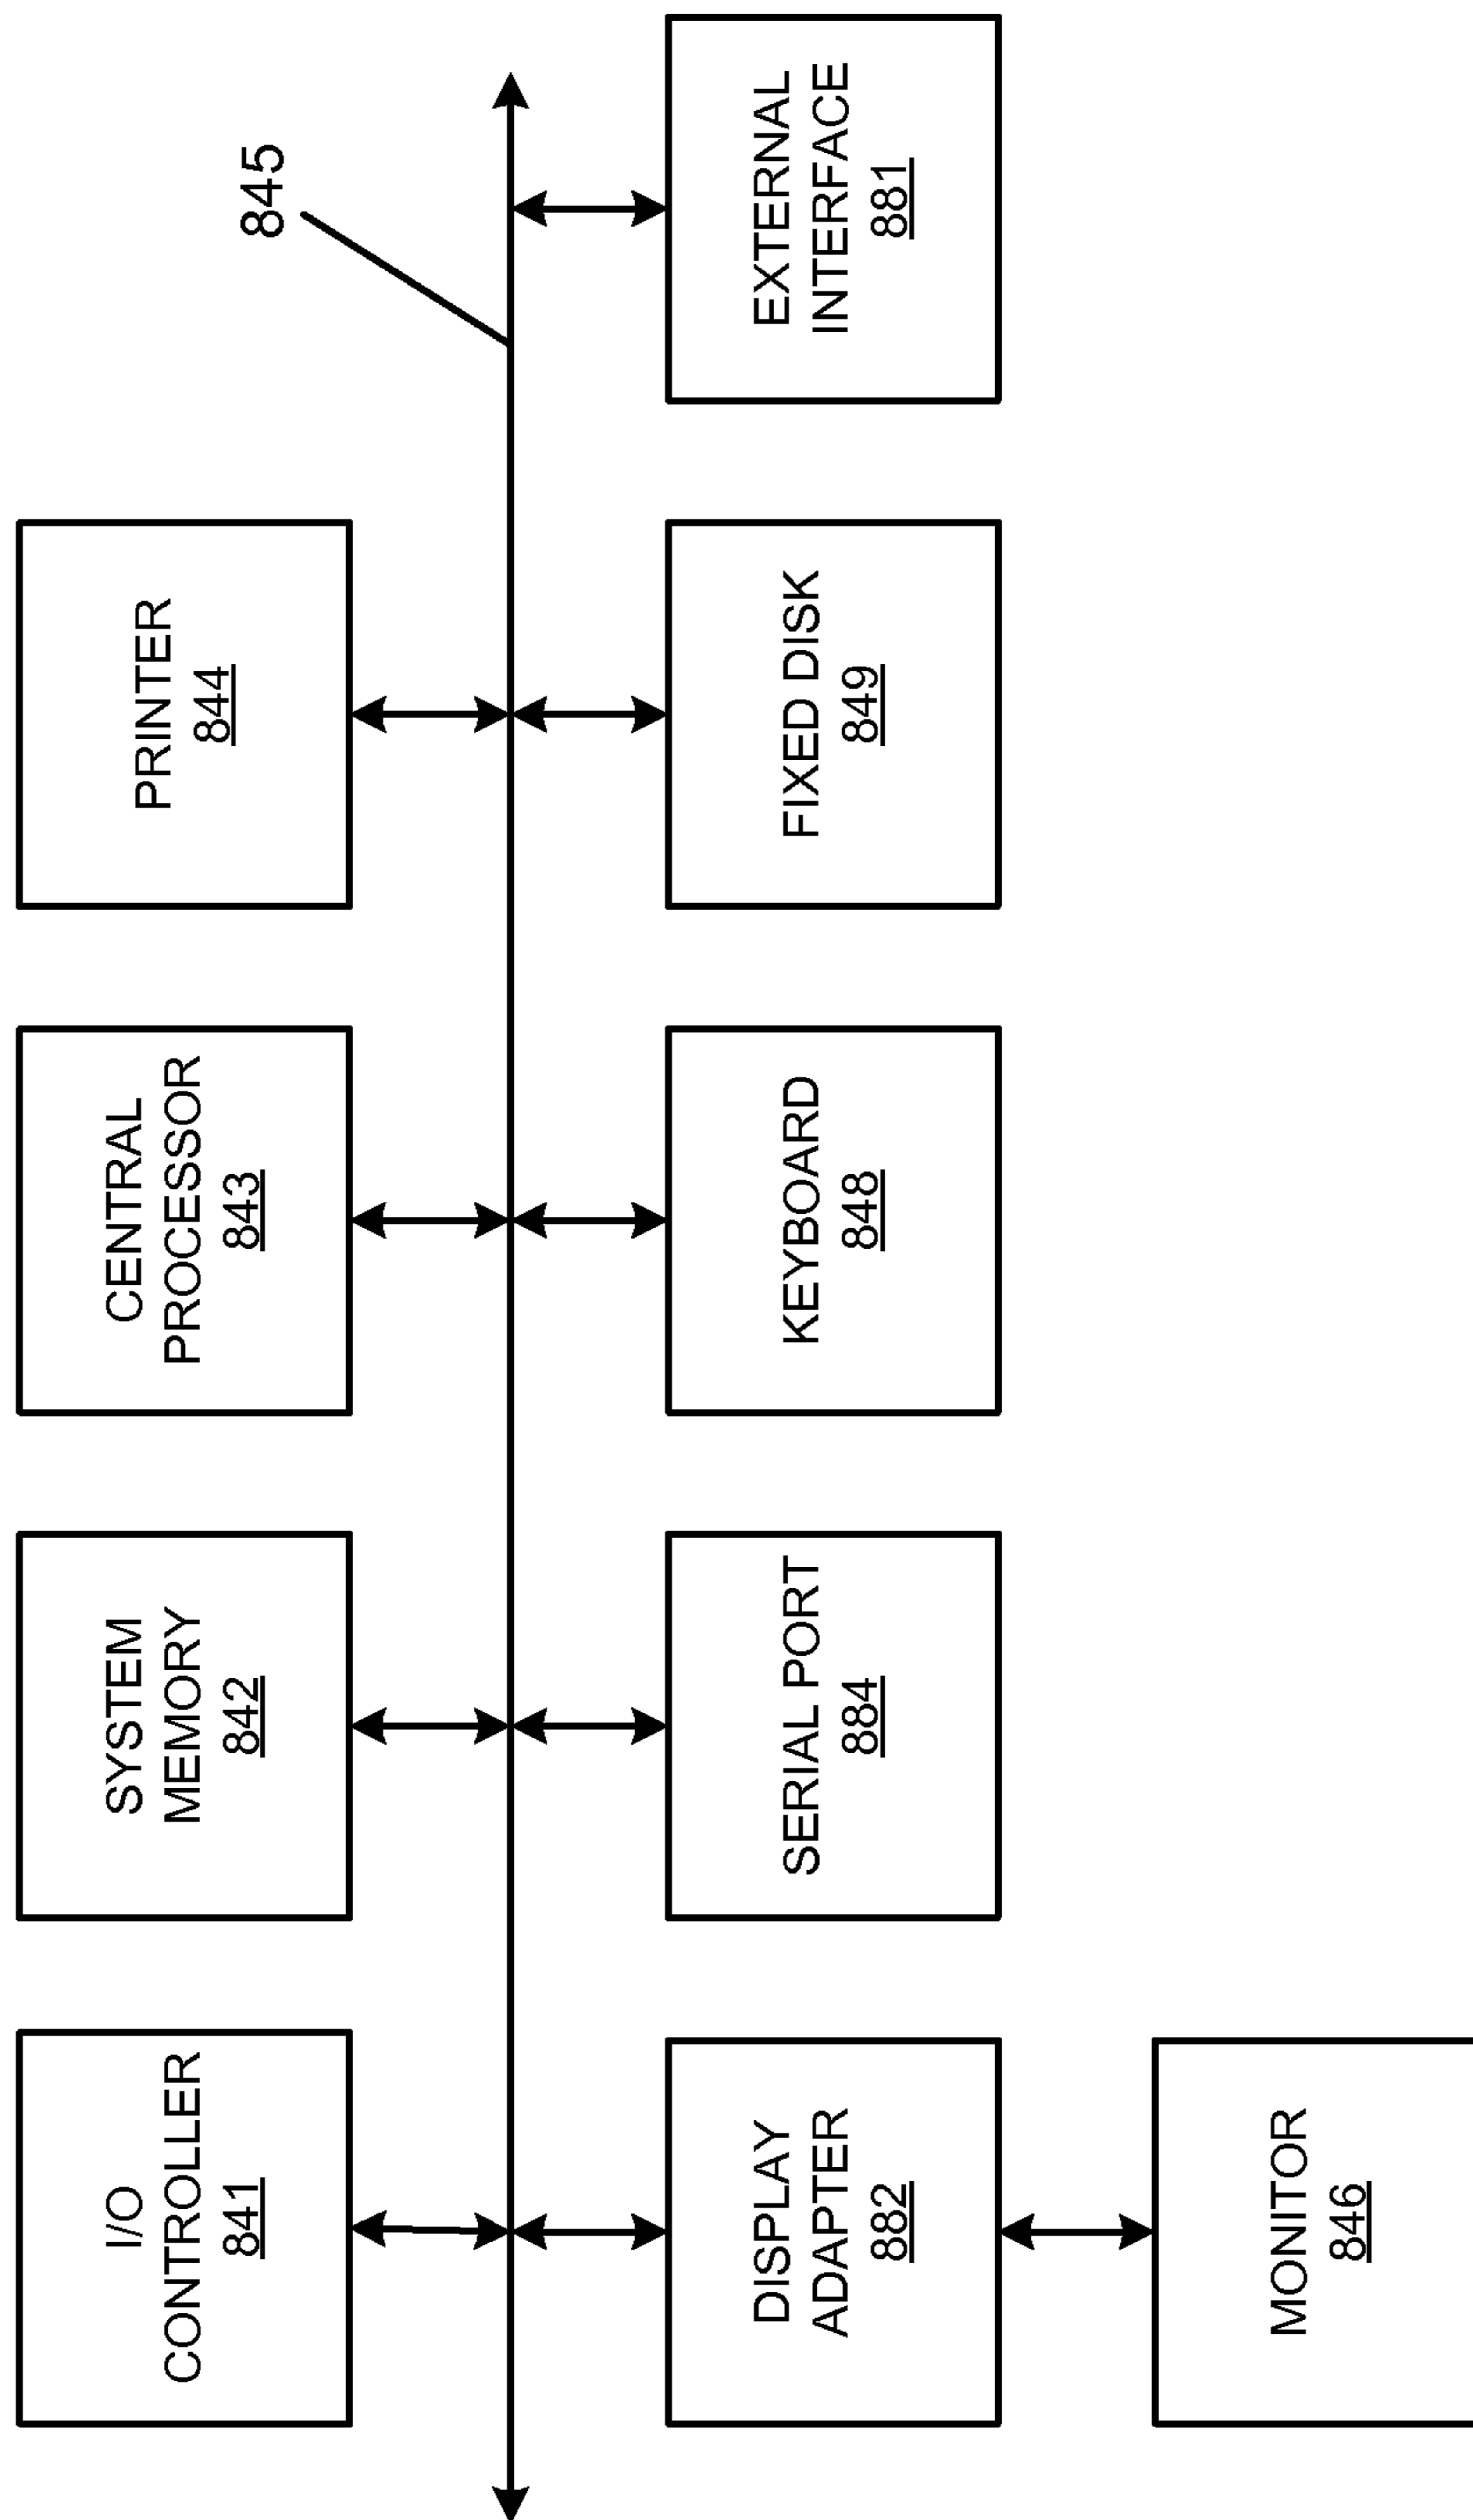 I/O
CONTROLLER
841
SYSTEM
MEMORY
842
CENTRAL
PROCESSOR
843
PRINTER
844
845
DISPLAY
ADAPTER
882
SERIAL PORT
884
KEYBOARD
848
FIXED DISK
849
EXTERNAL
INTERFACE
881
MONITOR
846